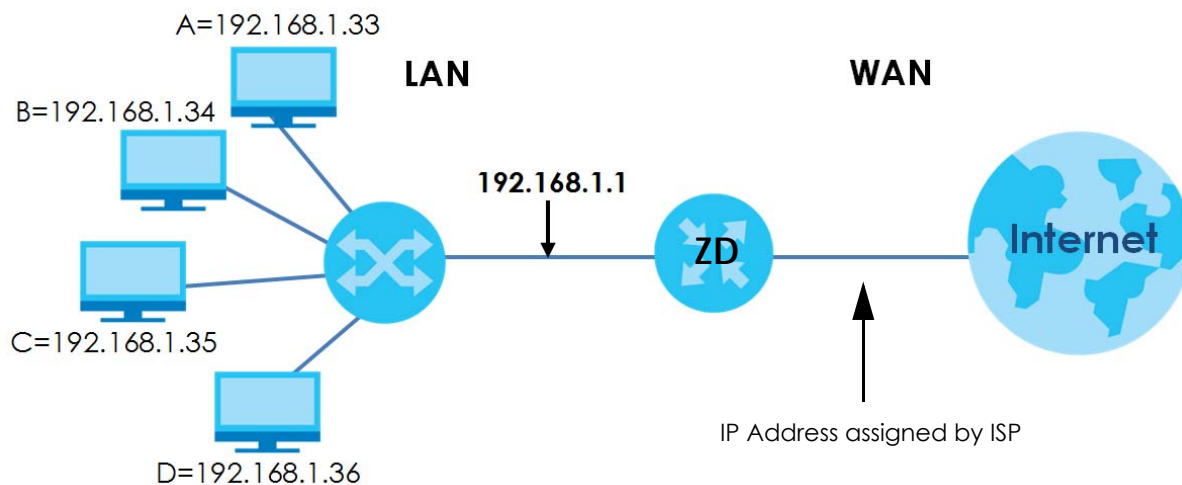 A=192.168.1.33
LAN
WAN
B=192.168.1.34
192.168.1.1
ZD
Internet
C=192.168.1.35
IP Address assigned by ISP
D=192.168.1.36